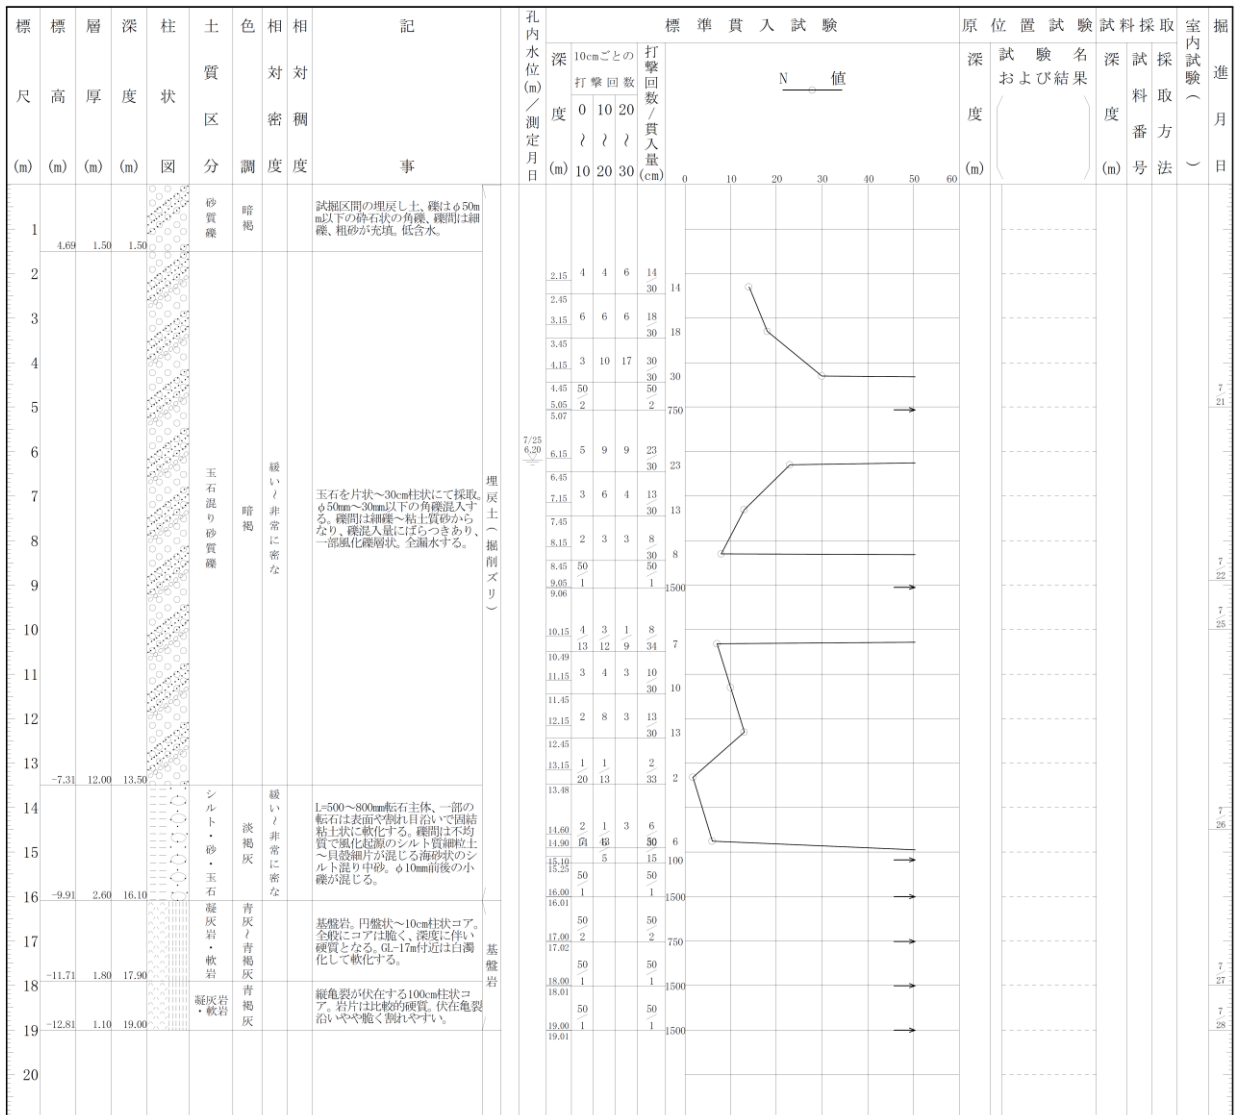 標尺(m) 標高(m) 層厚(m) 深度(m) 柱状図 土質区分 色調 相対密度 相対稠度 記事 孔内水位(m)／測定月日 標準貫入試験 原位置試験 試料採取 室内試験( ) 掘進月日
深度(m) 10cmごとの打撃回数 打撃回数/貫入量(cm) N 値 深度(m) 試験名および結果 深度(m) 試料番号 採取方法
0〜10 10〜20 20〜30
0 10 20 30 40 50 60
砂質礫
暗褐
試掘区間の埋戻し土、礫はφ50m
m以下の砕石状の角礫、礫間は細
礫、粗砂が充填。低含水。
1
4.69 1.50 1.50
2
2.15 4 4 6 14/30 14
2.45
3
3.15 6 6 6 18/30 18
3.45
4
4.15 3 10 17 30/30 30
4.45
7/21
5
5.05 50/2 50/2 750
5.07
6
7/25
6.20
6.15 5 9 9 23/30 23
6.45
玉石混り砂質礫
暗褐
緩い〜非常に密な
玉石を片状〜30cm柱状にて採取。
φ50mm〜30mm以下の角礫混入す
る。礫間は細礫〜粘土質砂から
なり、礫混入量にばらつきあり、
一部風化礫層状。全漏水する。
埋戻土(掘削ズリ)
7
7.15 3 6 4 13/30 13
7.45
8
8.15 2 3 3 8/30 8
8.45
7/22
9
9.05 50/1 50/1 1500
9.06
7/25
10
10.15 4/13 3/12 1/9 8/34 7
10.49
11
11.15 3 4 3 10/30 10
11.45
12
12.15 2 8 3 13/30 13
12.45
13
13.15 1/20 1/13 2/33 2
13.48
-7.31 12.00 13.50
シルト・砂・玉石
淡褐灰
緩い〜非常に密な
L=500〜800mm転石主体、一部の
転石は表面や割れ目沿いで固結
粘土状に軟化する。礫間は不均
質で風化起源のシルト質細粒土
〜貝殻細片が混じる海砂状のシ
ルト混り中砂。φ10mm前後の小
礫が混じる。
14
14.60 2 1 3 6 6
14.90
7/26
15
15.10 5 15 100
15.25
16
16.00 50/1 50/1 1500
16.01
-9.91 2.60 16.10
凝灰岩・軟岩
青灰〜青褐灰
基盤岩。円盤状〜10cm柱状コア。
全般にコアは脆く、深度に伴い
硬質となる。GL-17m付近は白濁
化して軟化する。
基盤岩
17
17.00 50/2 50/2 750
17.02
-11.71 1.80 17.90
18
18.00 50/1 50/1 1500
18.01
7/27
凝灰岩・軟岩
青褐灰
縦亀裂が伏在する100cm柱状コ
ア。岩片は比較的硬質。伏在亀裂
沿いやや脆く割れやすい。
-12.81 1.10 19.00
19
19.00 50/1 50/1 1500
19.01
7/28
20